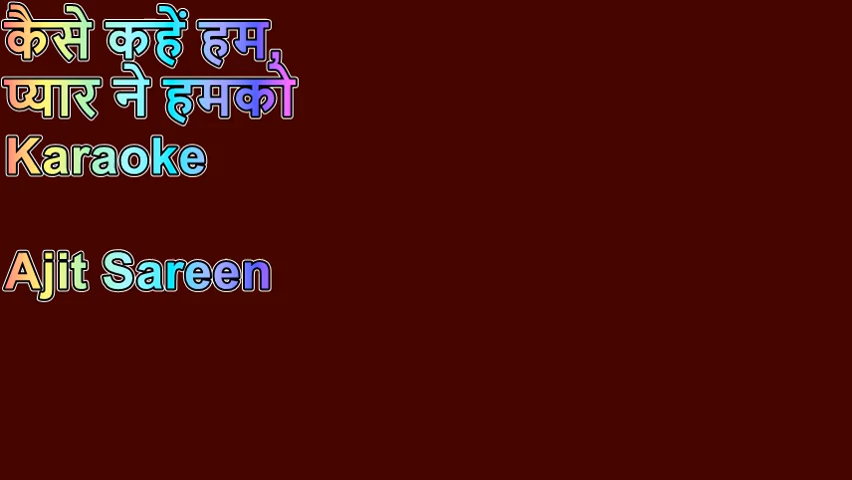 कैसे कहें हम,
प्यार ने हमको
Karaoke
Ajit Sareen